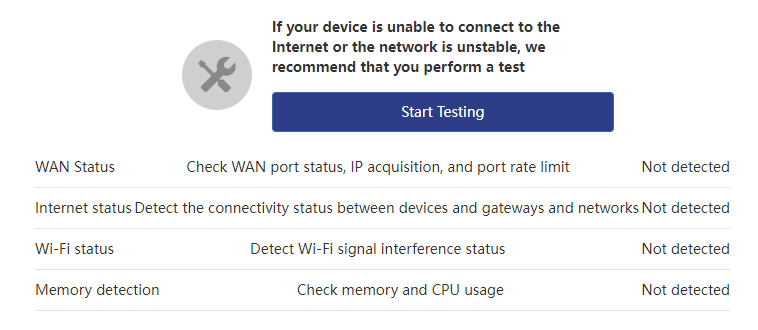 If your device is unable to connect to the
Internet or the network is unstable, we
recommend that you perform a test
Start Testing
WAN Status Check WAN port status, IP acquisition, and port rate limit Not detected
Internet status Detect the connectivity status between devices and gateways and networks Not detected
Wi-Fi status Detect Wi-Fi signal interference status Not detected
Memory detection Check memory and CPU usage Not detected